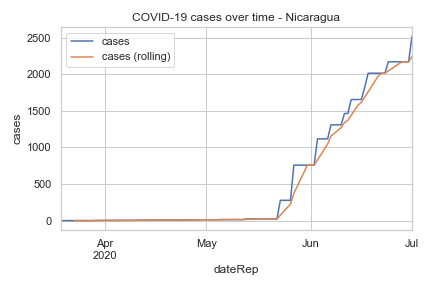 COVID-19 cases over time - Nicaragua
cases
cases (rolling)
2500
2000
1500
1000
500
0
cases
Apr
2020
May
Jun
Jul
dateRep